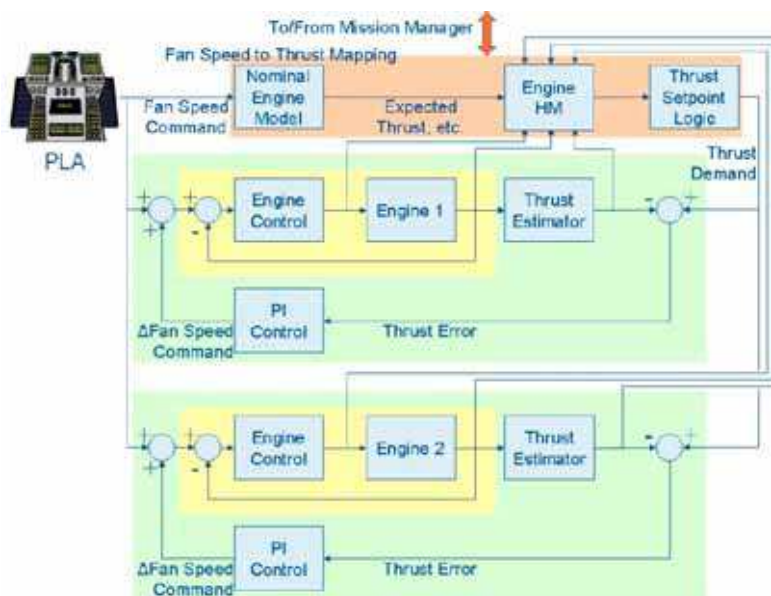 To/From Mission Manager
Fan Speed to Thrust Mapping
Nominal
Engine
Model
Engine
HM
Thrust
Setpoint
Logic
Fan Speed
Command
Expected
Thrust, etc.
PLA
Thrust
Demand
+
+
+
-
Engine
Control
Engine 1
Thrust
Estimator
-
+
PI
Control
ΔFan Speed
Command
Thrust Error
+
+
+
-
Engine
Control
Engine 2
Thrust
Estimator
-
+
PI
Control
ΔFan Speed
Command
Thrust Error